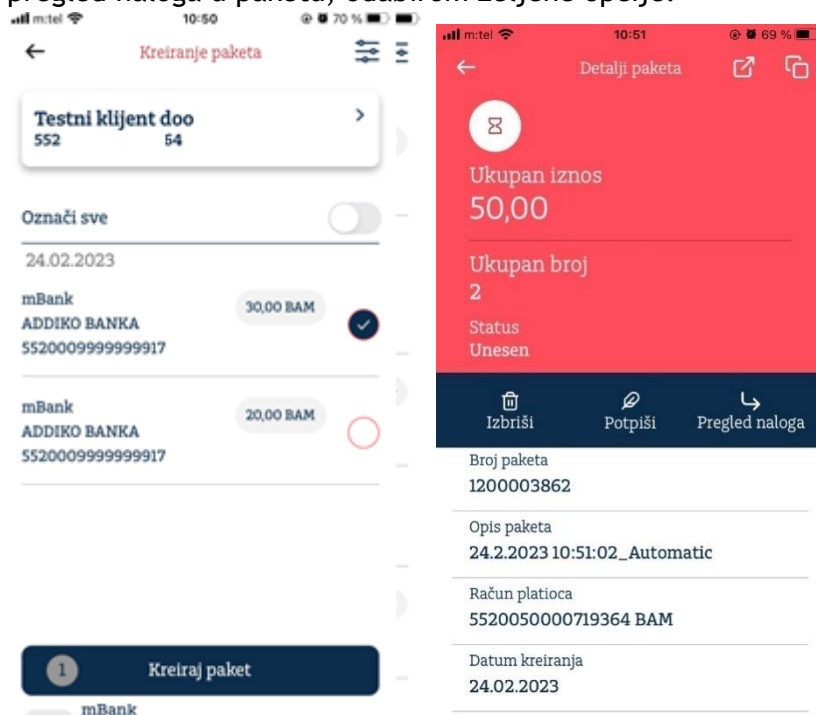 pregled naloga u paketu, odabirom željene opcije.
m:tel 10:50 70 %
Kreiranje paketa
Testni klijent doo
552 54
Označi sve
24.02.2023
mBank
ADDIKO BANKA
5520009999999917
30,00 BAM
mBank
ADDIKO BANKA
5520009999999917
20,00 BAM
1 Kreiraj paket
mBank
m:tel 10:51 69 %
Detalji paketa
Ukupan iznos
50,00
Ukupan broj
2
Status
Unesen
Izbriši Potpiši Pregled naloga
Broj paketa
1200003862
Opis paketa
24.2.2023 10:51:02_Automatic
Račun platioca
5520050000719364 BAM
Datum kreiranja
24.02.2023